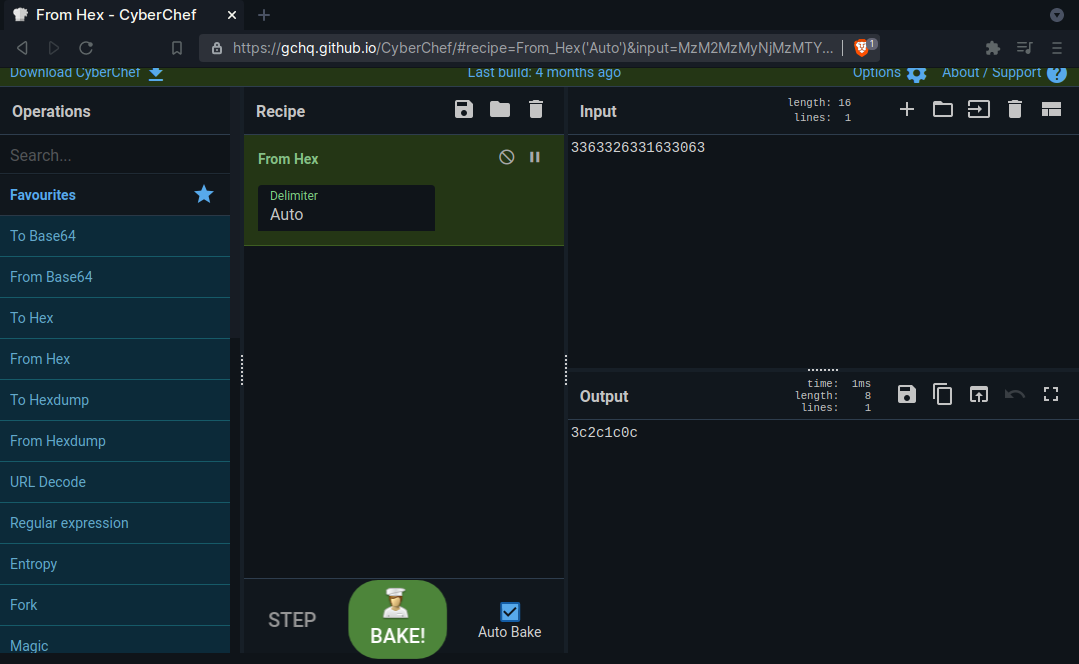 From Hex - CyberChef
https://gchq.github.io/CyberChef/#recipe=From_Hex('Auto')&input=MzM2MzMyNjMzMTY...
1
Download CyberChef
Last build: 4 months ago
Options
About / Support
?
Operations
Recipe
Input
length: 16
lines: 1
Search...
From Hex
3363326331633063
Favourites
Delimiter
Auto
To Base64
From Base64
To Hex
From Hex
To Hexdump
From Hexdump
URL Decode
Regular expression
Entropy
Fork
Magic
Output
time: 1ms
length: 8
lines: 1
3c2c1c0c
STEP
BAKE!
Auto Bake